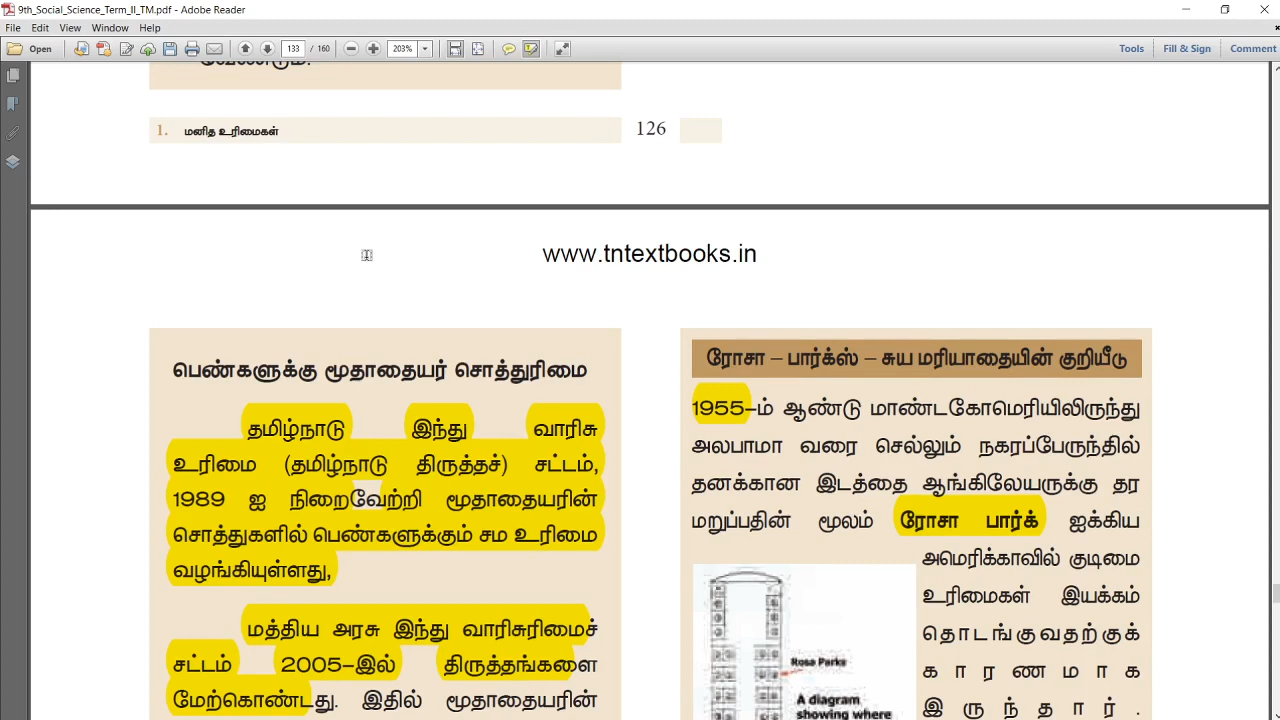 9th_Social_Science_Term_II_TM.pdf - Adobe Reader
File Edit View Window Help
Open 133 / 160 203% Tools Fill & Sign Comment
வேண்டும்.
1. மனித உரிமைகள் 126
www.tntextbooks.in
பெண்களுக்கு மூதாதையர் சொத்துரிமை
தமிழ்நாடு இந்து வாரிசு
உரிமை (தமிழ்நாடு திருத்தச்) சட்டம்,
1989 ஐ நிறைவேற்றி மூதாதையரின்
சொத்துகளில் பெண்களுக்கும் சம உரிமை
வழங்கியுள்ளது,
மத்திய அரசு இந்து வாரிசுரிமைச்
சட்டம் 2005-இல் திருத்தங்களை
மேற்கொண்டது. இதில் மூதாதையரின்
ரோசா – பார்க்ஸ் – சுய மரியாதையின் குறியீடு
1955-ம் ஆண்டு மாண்டகோமெரியிலிருந்து
அலபாமா வரை செல்லும் நகரப்பேருந்தில்
தனக்கான இடத்தை ஆங்கிலேயருக்கு தர
மறுப்பதின் மூலம் ரோசா பார்க் ஐக்கிய
அமெரிக்காவில் குடிமை
உரிமைகள் இயக்கம்
தொடங்குவதற்குக்
காரணமாக
இருந்தார்.
Rosa Parks
A diagram
showing where